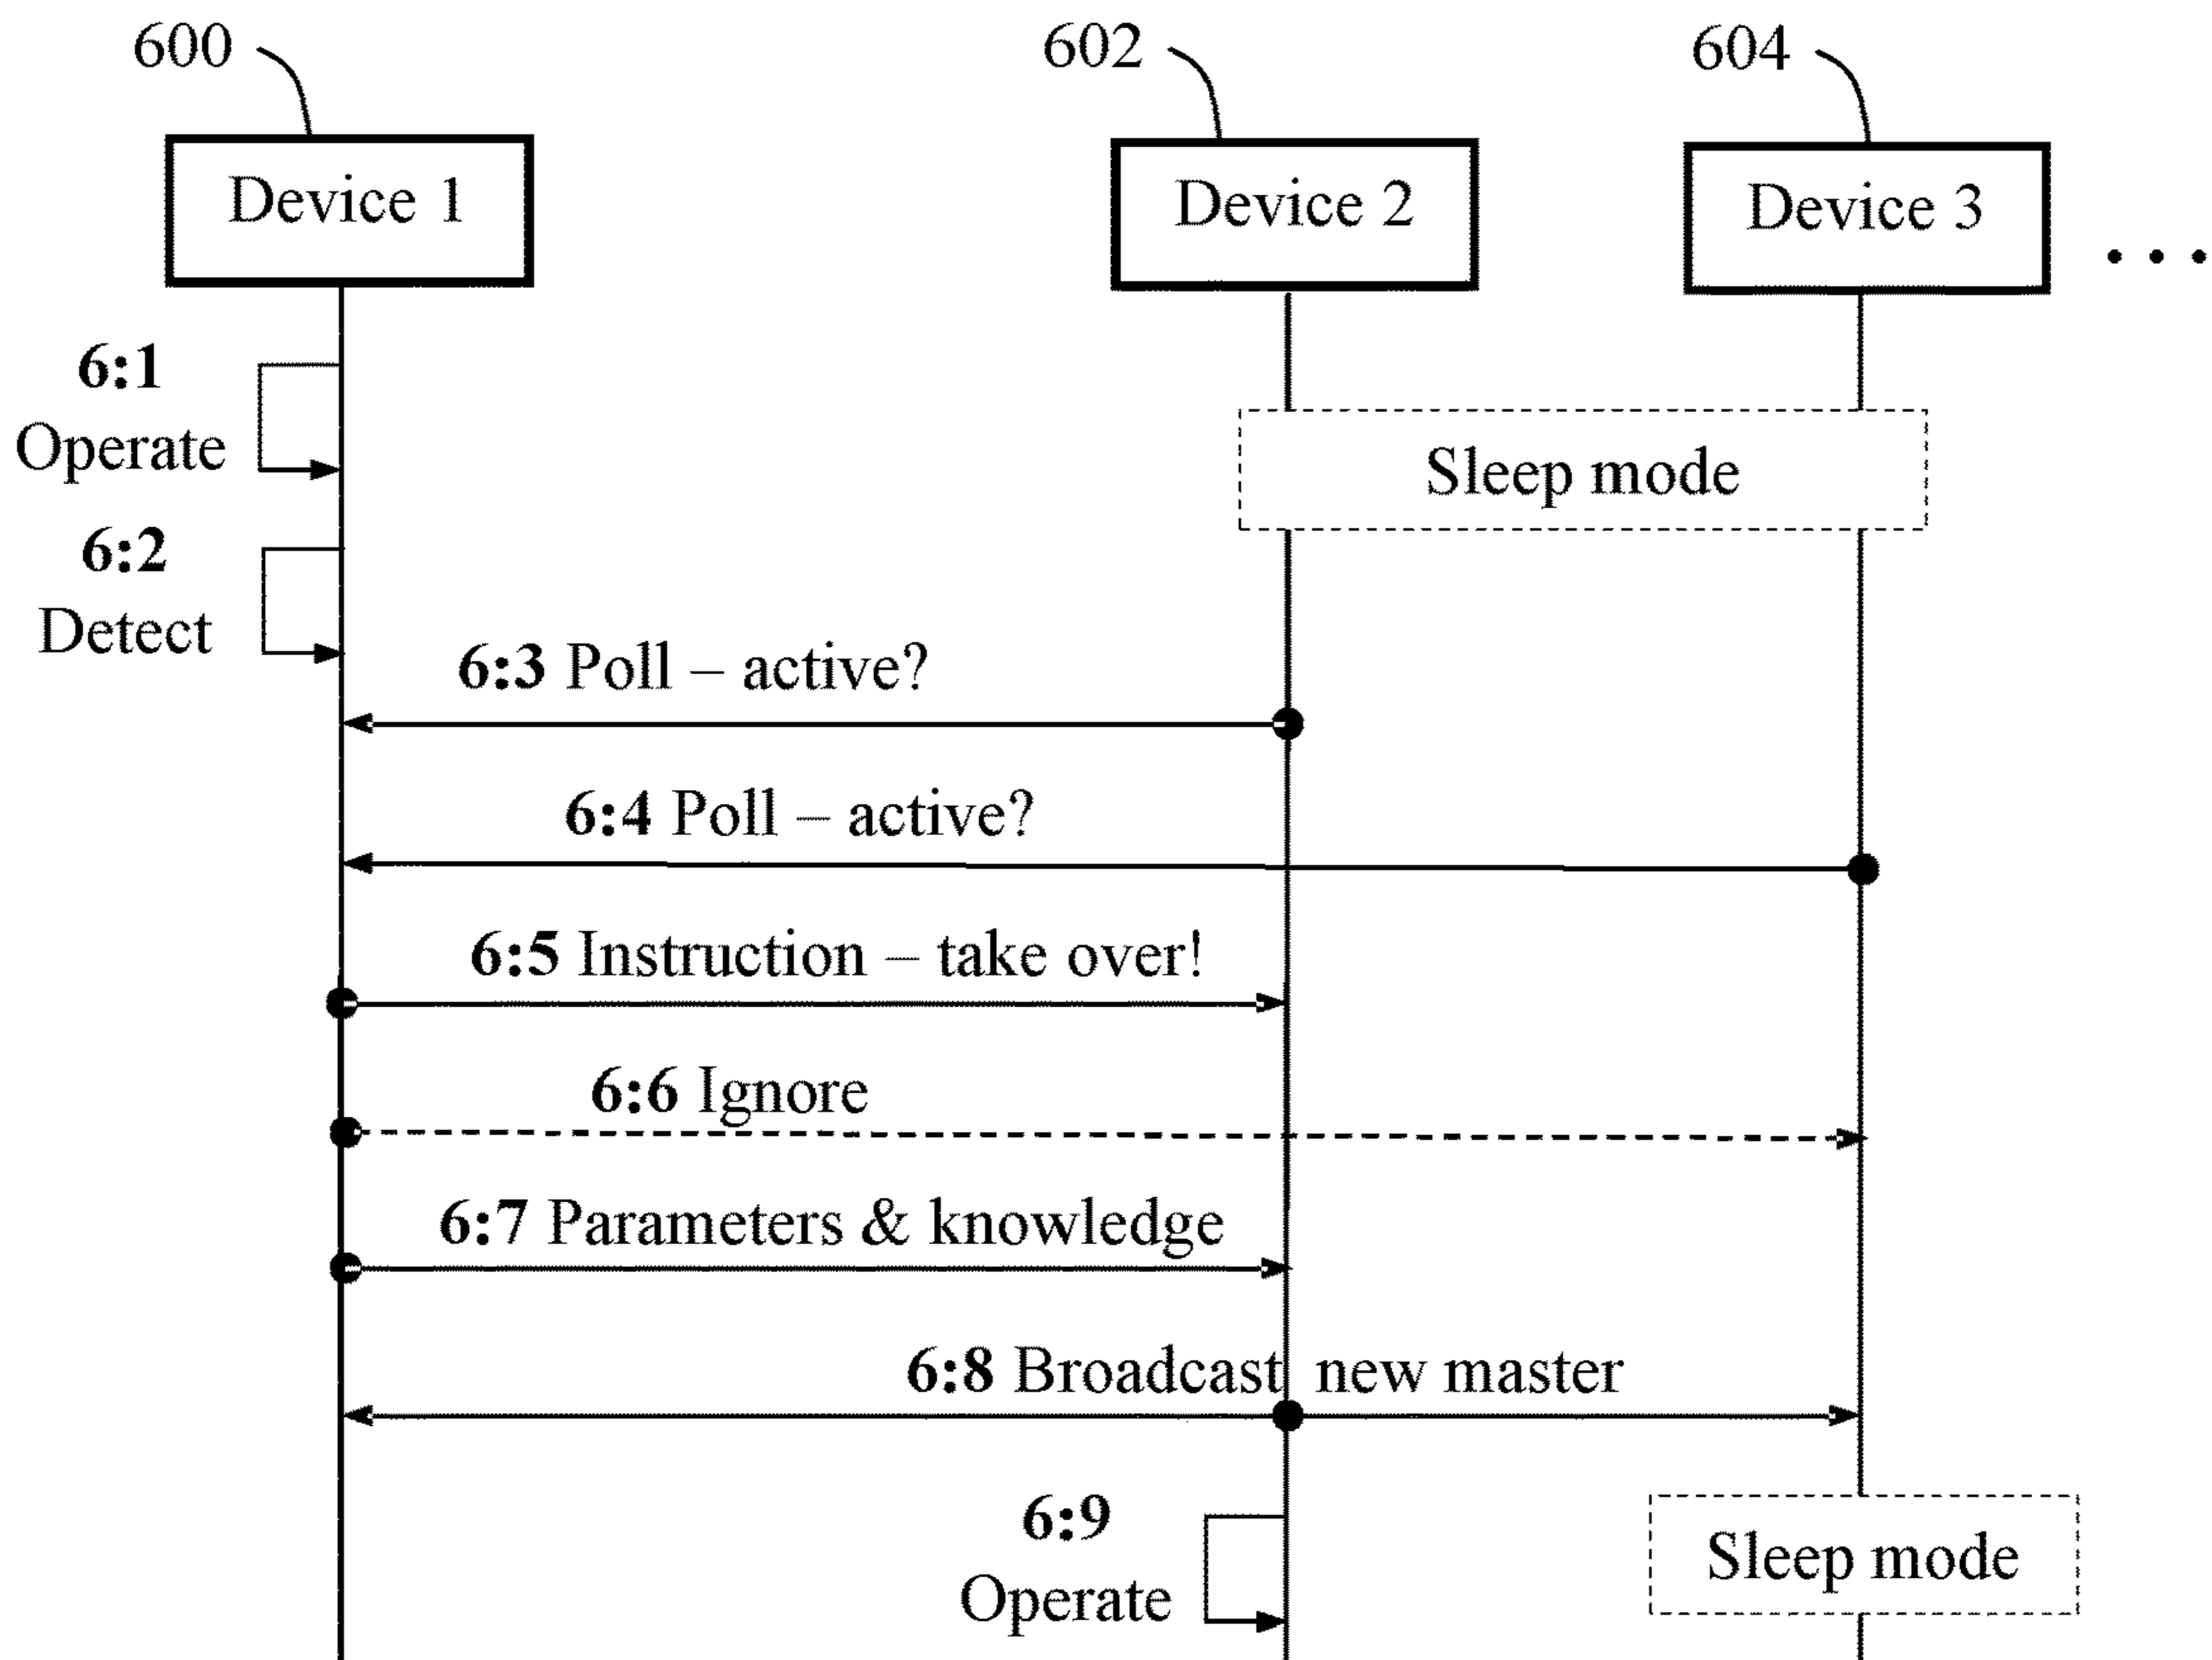 600
602
604
Device 1
Device 2
Device 3
. . .
6:1
Operate
Sleep mode
6:2
Detect
6:3 Poll – active?
6:4 Poll – active?
6:5 Instruction – take over!
6:6 Ignore
6:7 Parameters & knowledge
6:8 Broadcast new master
6:9
Operate
Sleep mode